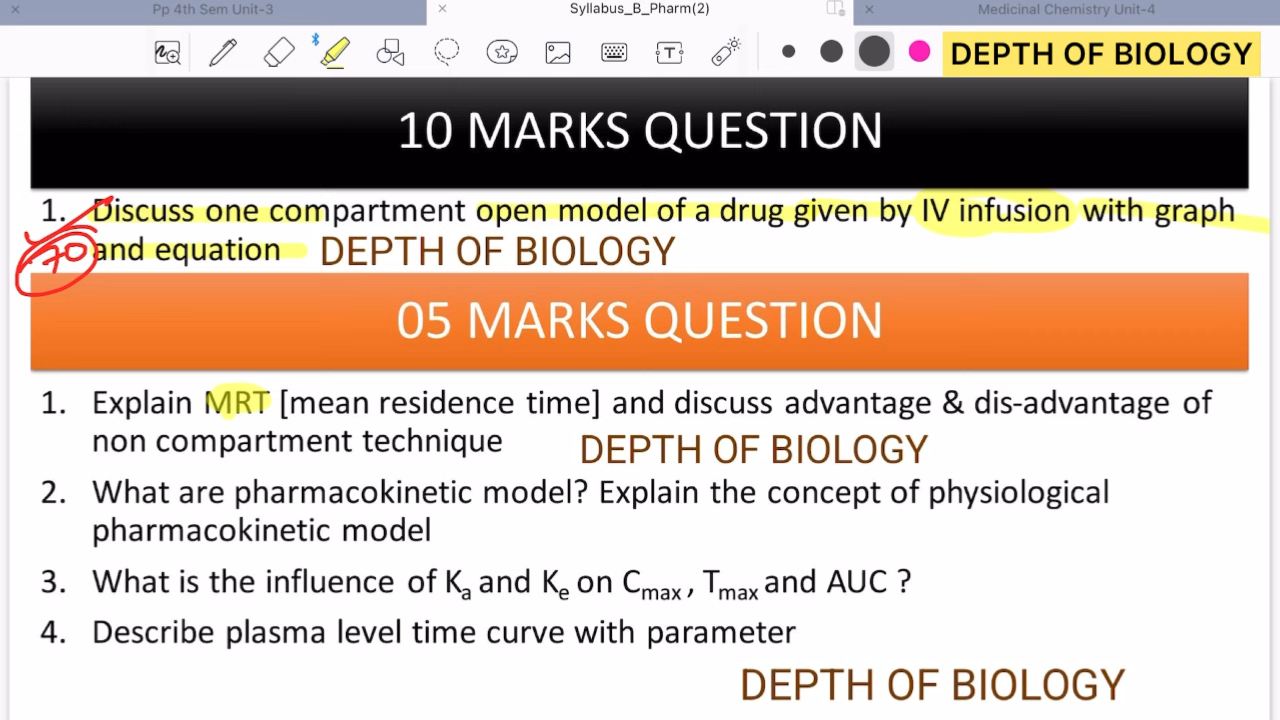 Pp 4th Sem Unit-3
Syllabus_B_Pharm(2)
Medicinal Chemistry Unit-4
DEPTH OF BIOLOGY
10 MARKS QUESTION
1. Discuss one compartment open model of a drug given by IV infusion with graph
and equation DEPTH OF BIOLOGY
05 MARKS QUESTION
1. Explain MRT [mean residence time] and discuss advantage & dis-advantage of
non compartment technique DEPTH OF BIOLOGY
2. What are pharmacokinetic model? Explain the concept of physiological
pharmacokinetic model
3. What is the influence of Ka and Ke on Cmax , Tmax and AUC ?
4. Describe plasma level time curve with parameter
DEPTH OF BIOLOGY